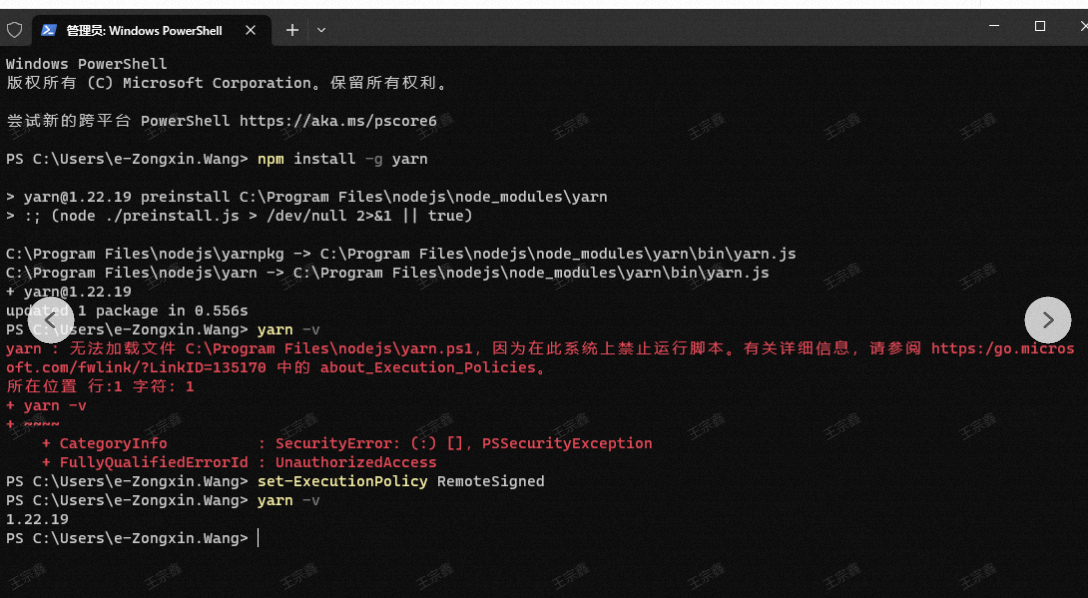 管理员: Windows PowerShell
Windows PowerShell
版权所有 (C) Microsoft Corporation。保留所有权利。
尝试新的跨平台 PowerShell https://aka.ms/pscore6
PS C:\Users\e-Zongxin.Wang> npm install -g yarn
> yarn@1.22.19 preinstall C:\Program Files\nodejs\node_modules\yarn
> :; (node ./preinstall.js > /dev/null 2>&1 || true)
C:\Program Files\nodejs\yarnpkg -> C:\Program Files\nodejs\node_modules\yarn\bin\yarn.js
C:\Program Files\nodejs\yarn -> C:\Program Files\nodejs\node_modules\yarn\bin\yarn.js
+ yarn@1.22.19
updated 1 package in 0.556s
PS C:\Users\e-Zongxin.Wang> yarn -v
yarn : 无法加载文件 C:\Program Files\nodejs\yarn.ps1，因为在此系统上禁止运行脚本。有关详细信息，请参阅 https:/go.micros
oft.com/fwlink/?LinkID=135170 中的 about_Execution_Policies。
所在位置 行:1 字符: 1
+ yarn -v
+ ~~~~
+ CategoryInfo          : SecurityError: (:) []，PSSecurityException
+ FullyQualifiedErrorId : UnauthorizedAccess
PS C:\Users\e-Zongxin.Wang> set-ExecutionPolicy RemoteSigned
PS C:\Users\e-Zongxin.Wang> yarn -v
1.22.19
PS C:\Users\e-Zongxin.Wang>
王宗鑫